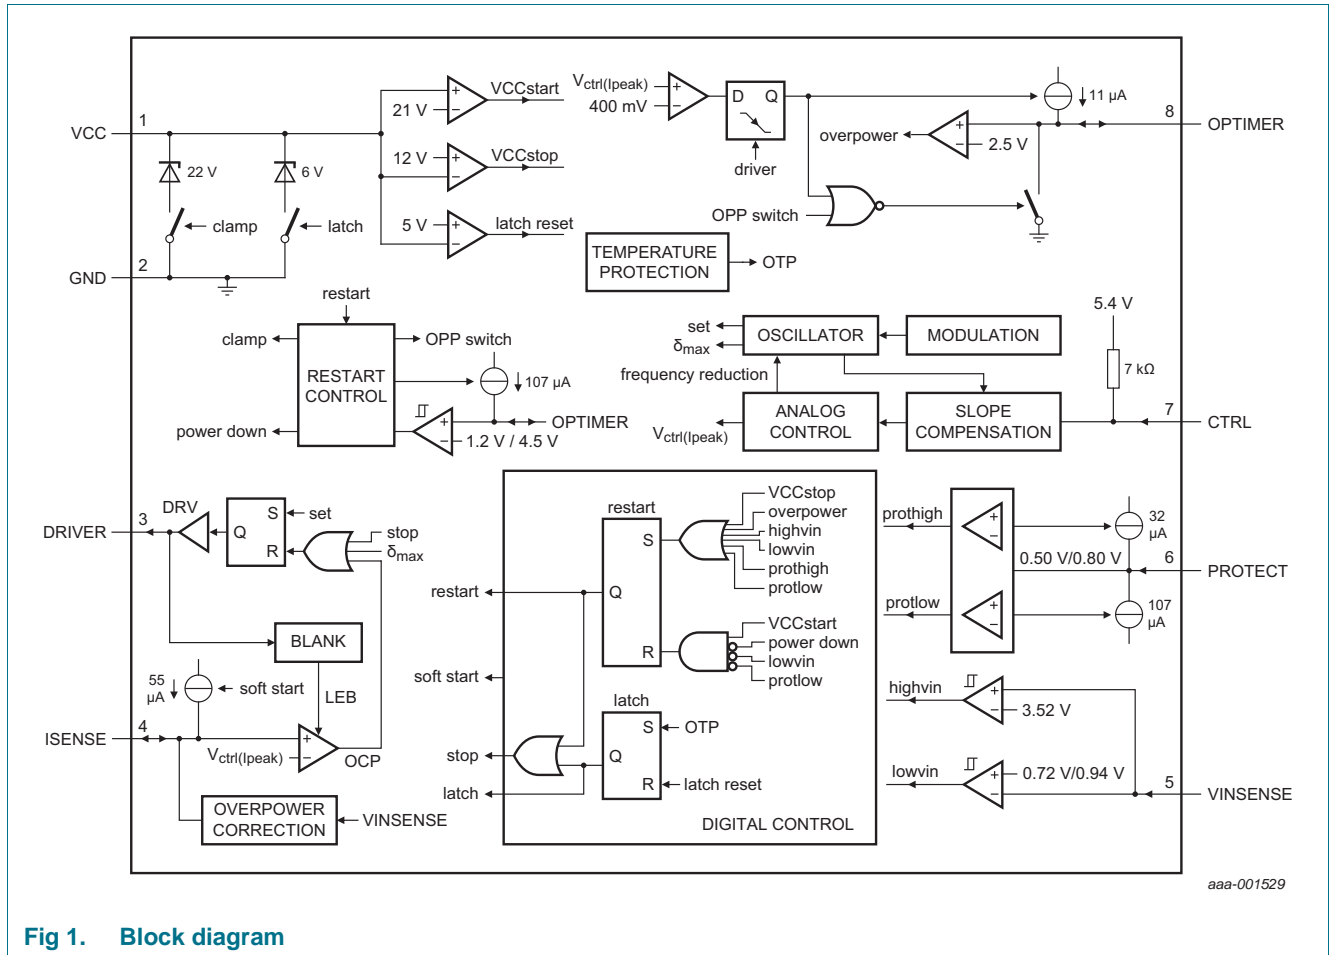 VCC
1
22 V
6 V
clamp
latch
GND
2
21 V
VCCstart
12 V
VCCstop
5 V
latch reset
Vctrl(Ipeak)
400 mV
D Q
driver
11 µA
8
OPTIMER
overpower
2.5 V
OPP switch
TEMPERATURE
PROTECTION
OTP
restart
clamp
OPP switch
RESTART
CONTROL
107 µA
OPTIMER
power down
1.2 V / 4.5 V
set
δmax
OSCILLATOR
MODULATION
frequency reduction
5.4 V
7 kΩ
Vctrl(Ipeak)
ANALOG
CONTROL
SLOPE
COMPENSATION
7
CTRL
DRIVER
3
DRV
Q
S
R
set
stop
δmax
BLANK
LEB
55
µA
soft start
ISENSE
4
Vctrl(Ipeak)
OCP
OVERPOWER
CORRECTION
VINSENSE
restart
S
Q
R
VCCstop
overpower
highvin
lowvin
prothigh
protlow
VCCstart
power down
lowvin
protlow
restart
soft start
stop
latch
latch
S
Q
R
OTP
latch reset
DIGITAL CONTROL
prothigh
protlow
32
µA
0.50 V/0.80 V
6
PROTECT
107
µA
highvin
3.52 V
lowvin
0.72 V/0.94 V
5
VINSENSE
aaa-001529
Fig 1. Block diagram